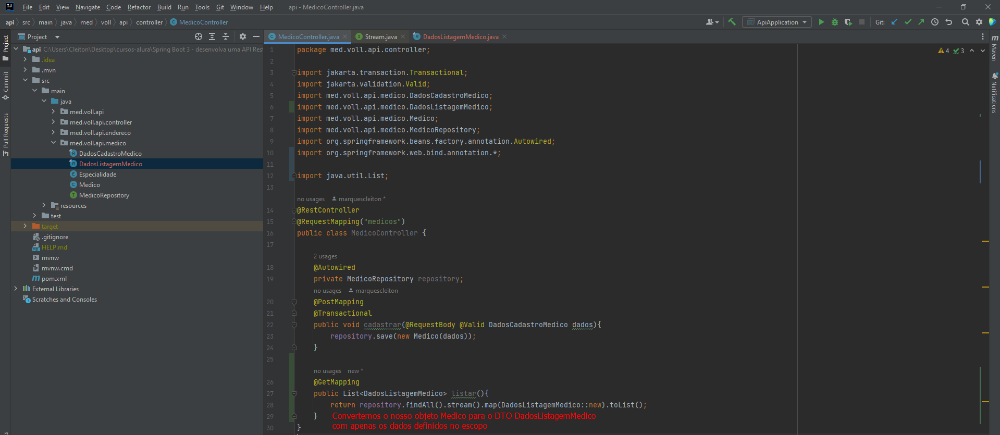 File Edit View Navigate Code Refactor Build Run Tools Git Window Help api - MedicoController.java
api src main java med voll api controller MedicoController ApiApplication Git:
Project
MedicoController.java Stream.java DadosListagemMedico.java
api C:\Users\Cleiton\Desktop\cursos-alura\Spring Boot 3 - desenvolva uma API Rest
.idea
.mvn
src
main
java
med.voll.api
med.voll.api.controller
med.voll.api.endereco
med.voll.api.medico
DadosCadastroMedico
DadosListagemMedico
Especialidade
Medico
MedicoRepository
resources
test
target
.gitignore
HELP.md
mvnw
mvnw.cmd
pom.xml
External Libraries
Scratches and Consoles
Project
Commit
Pull Requests
4 3
1 package med.voll.api.controller;
2
3 import jakarta.transaction.Transactional;
4 import jakarta.validation.Valid;
5 import med.voll.api.medico.DadosCadastroMedico;
6 import med.voll.api.medico.DadosListagemMedico;
7 import med.voll.api.medico.Medico;
8 import med.voll.api.medico.MedicoRepository;
9 import org.springframework.beans.factory.annotation.Autowired;
10 import org.springframework.web.bind.annotation.*;
11
12 import java.util.List;
13
no usages marquescleiton *
14 @RestController
15 @RequestMapping("medicos")
16 public class MedicoController {
17
2 usages
18 @Autowired
19 private MedicoRepository repository;
no usages marquescleiton
20 @PostMapping
21 @Transactional
22 public void cadastrar(@RequestBody @Valid DadosCadastroMedico dados){
23 repository.save(new Medico(dados));
24 }
25
no usages new *
26 @GetMapping
27 public List<DadosListagemMedico> listar(){
28 return repository.findAll().stream().map(DadosListagemMedico::new).toList();
29 } Convertemos o nosso objeto Medico para o DTO DadosListagemMedico
com apenas os dados definidos no escopo
30 }
m Maven
Notifications